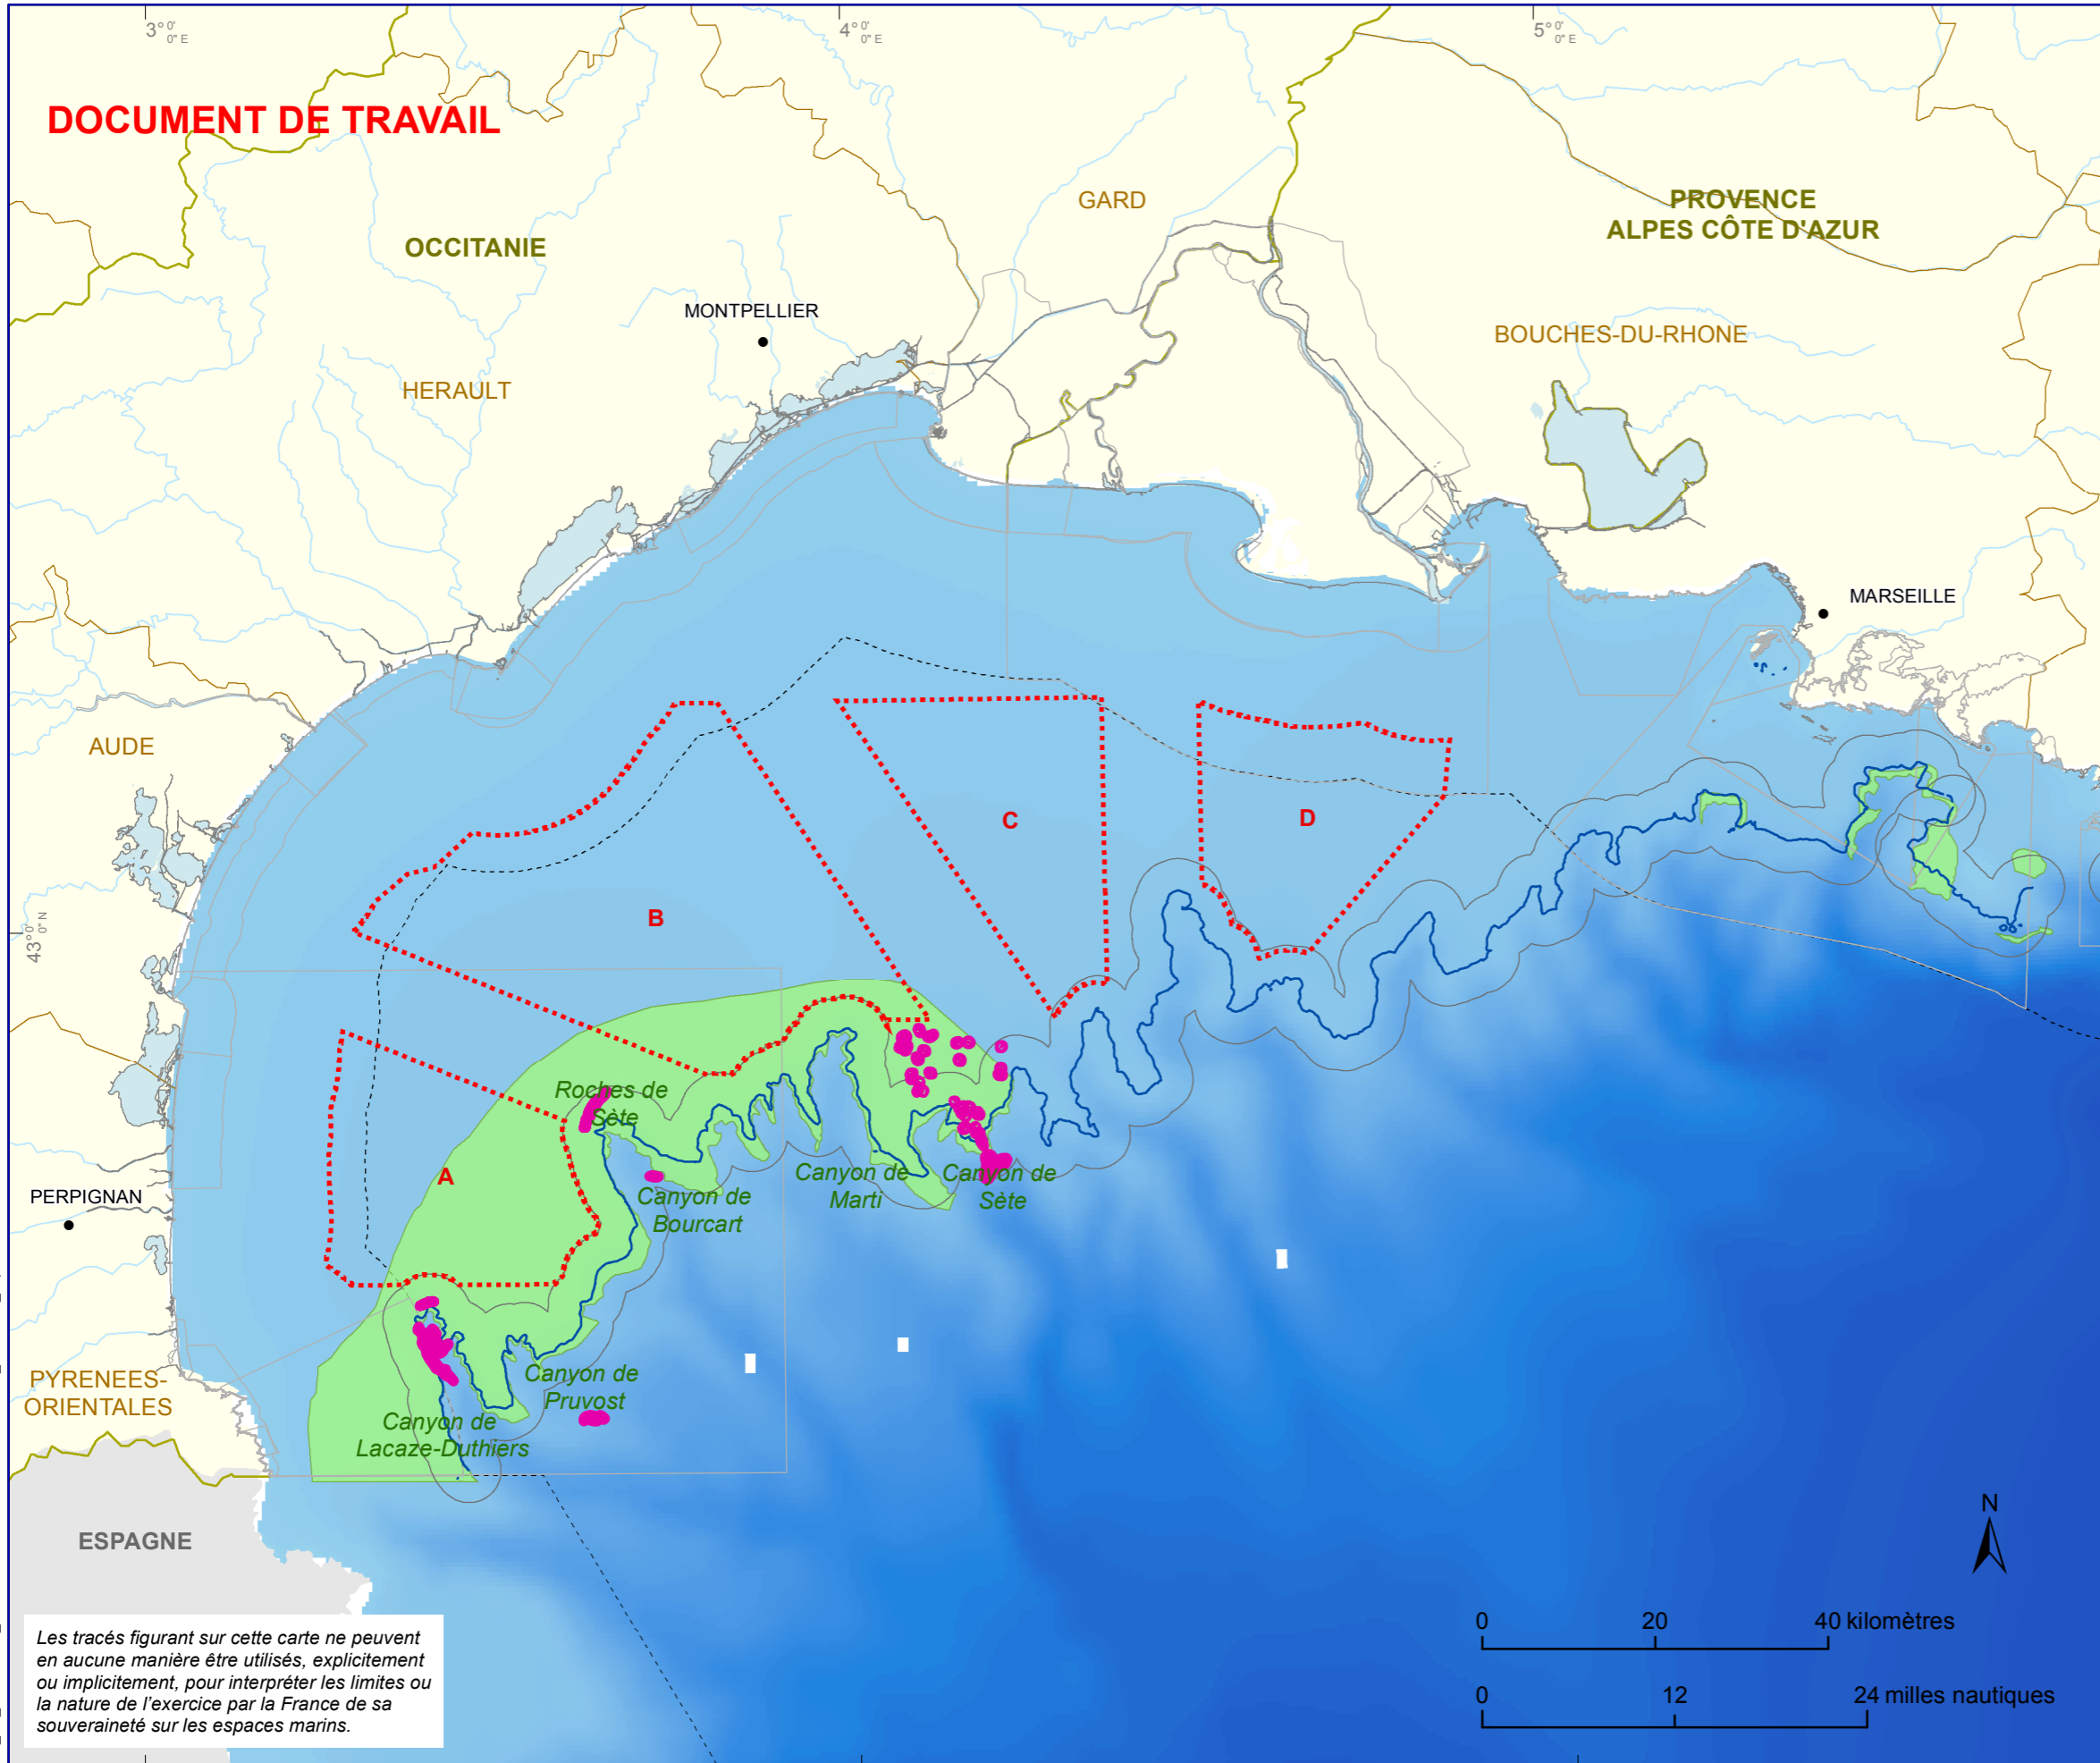 3° 0' 0" E
4° 0' 0" E
5° 0' 0" E
DOCUMENT DE TRAVAIL
GARD
PROVENCE
ALPES CÔTE D'AZUR
OCCITANIE
MONTPELLIER
BOUCHES-DU-RHONE
HERAULT
MARSEILLE
AUDE
C
D
B
43° 0' 0" N
Roches de
Sète
A
PERPIGNAN
Canyon de
Marti
Canyon de
Sète
Canyon de
Bourcart
PYRENEES-
ORIENTALES
Canyon de
Pruvost
Canyon de
Lacaze-Duthiers
N
ESPAGNE
0 20 40 kilomètres
0 12 24 milles nautiques
Les tracés figurant sur cette carte ne peuvent
en aucune manière être utilisés, explicitement
ou implicitement, pour interpréter les limites ou
la nature de l'exercice par la France de sa
souveraineté sur les espaces marins.